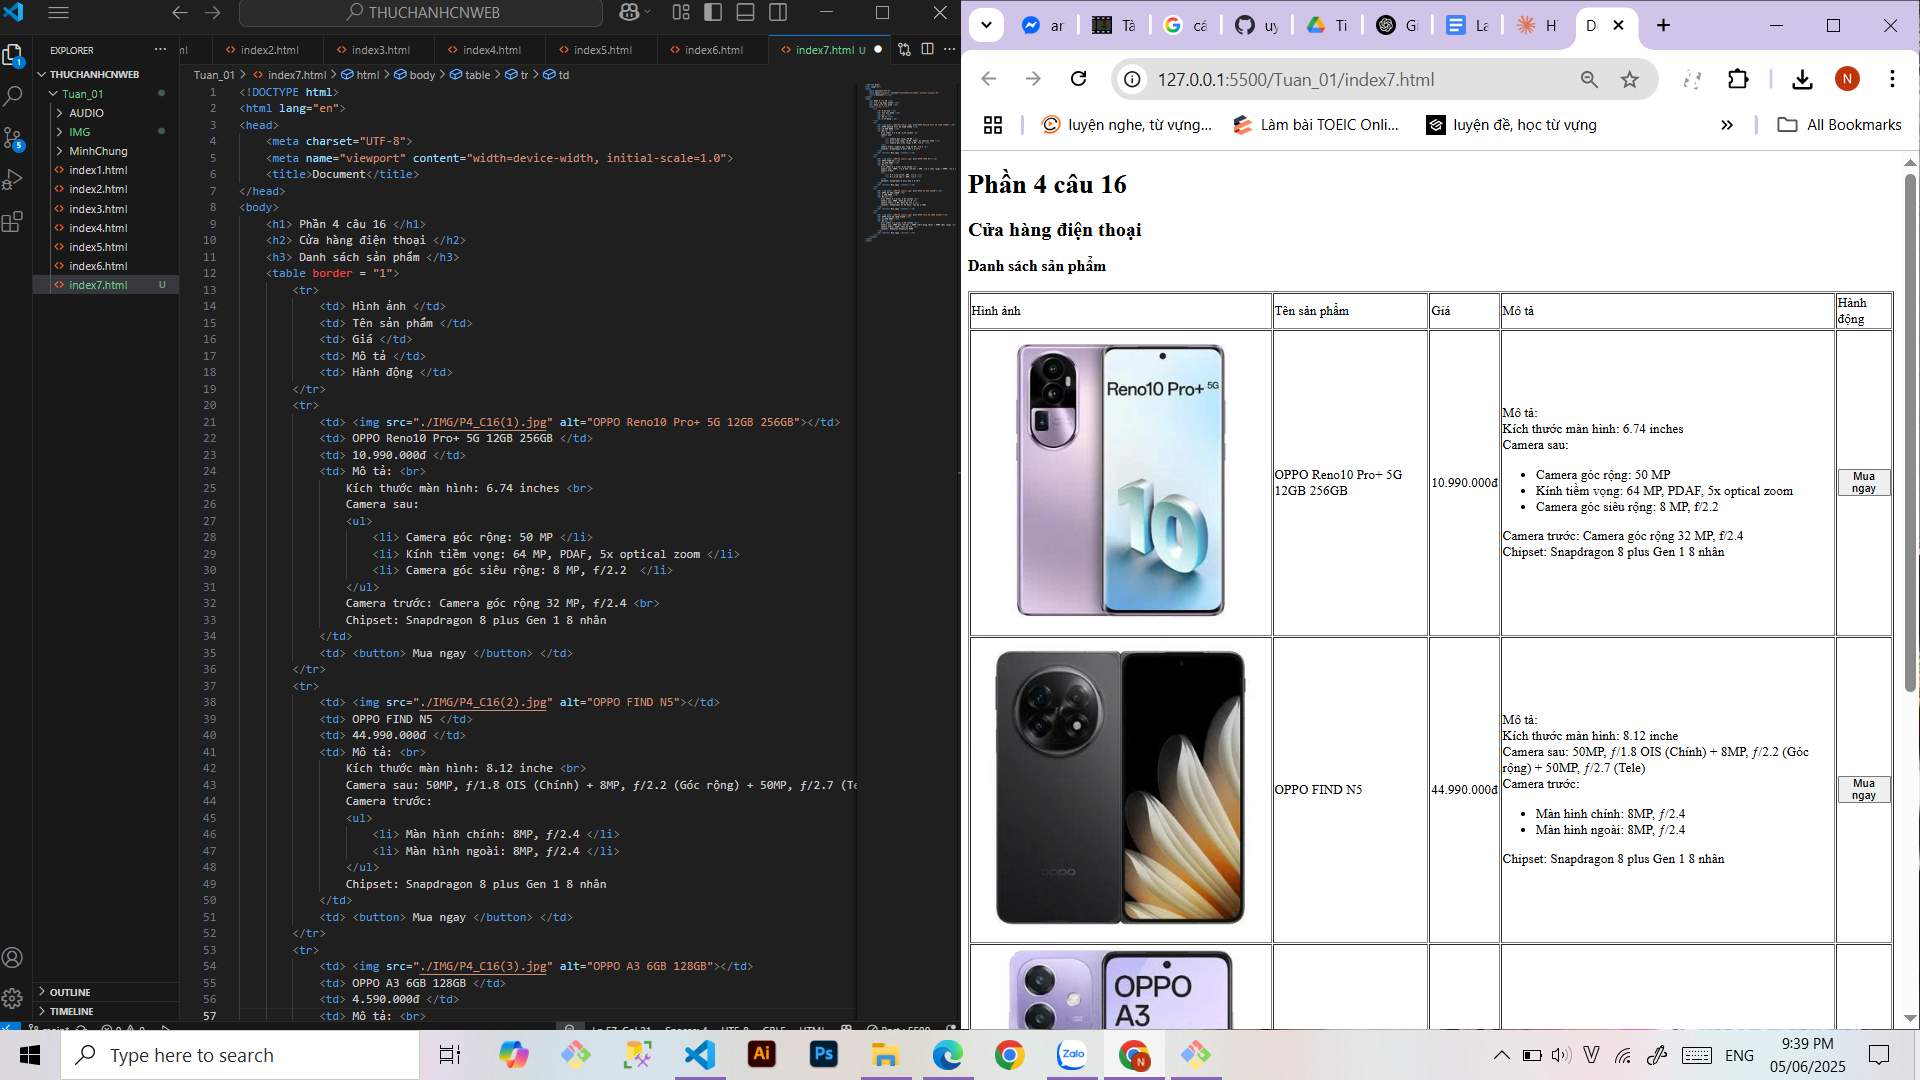 THUCHANHCNWEB
EXPLORER
THUCHANHCNWEB
Tuan_01
AUDIO
IMG
MinhChung
index1.html
index2.html
index3.html
index4.html
index5.html
index6.html
index7.html U
OUTLINE
TIMELINE
index2.html index3.html index4.html index5.html index6.html index7.html U
Tuan_01 > index7.html > html > body > table > tr > td
1 <!DOCTYPE html>
2 <html lang="en">
3 <head>
4 <meta charset="UTF-8">
5 <meta name="viewport" content="width=device-width, initial-scale=1.0">
6 <title>Document</title>
7 </head>
8 <body>
9 <h1> Phần 4 câu 16 </h1>
10 <h2> Cửa hàng điện thoại </h2>
11 <h3> Danh sách sản phẩm </h3>
12 <table border = "1">
13 <tr>
14 <td> Hình ảnh </td>
15 <td> Tên sản phẩm </td>
16 <td> Giá </td>
17 <td> Mô tả </td>
18 <td> Hành động </td>
19 </tr>
20 <tr>
21 <td> <img src="./IMG/P4_C16(1).jpg" alt="OPPO Reno10 Pro+ 5G 12GB 256GB"></td>
22 <td> OPPO Reno10 Pro+ 5G 12GB 256GB </td>
23 <td> 10.990.000đ </td>
24 <td> Mô tả: <br>
25 Kích thước màn hình: 6.74 inches <br>
26 Camera sau:
27 <ul>
28 <li> Camera góc rộng: 50 MP </li>
29 <li> Kính tiềm vọng: 64 MP, PDAF, 5x optical zoom </li>
30 <li> Camera góc siêu rộng: 8 MP, f/2.2 </li>
31 </ul>
32 Camera trước: Camera góc rộng 32 MP, f/2.4 <br>
33 Chipset: Snapdragon 8 plus Gen 1 8 nhân
34 </td>
35 <td> <button> Mua ngay </button> </td>
36 </tr>
37 <tr>
38 <td> <img src="./IMG/P4_C16(2).jpg" alt="OPPO FIND N5"></td>
39 <td> OPPO FIND N5 </td>
40 <td> 44.990.000đ </td>
41 <td> Mô tả: <br>
42 Kích thước màn hình: 8.12 inche <br>
43 Camera sau: 50MP, ƒ/1.8 OIS (Chính) + 8MP, ƒ/2.2 (Góc rộng) + 50MP, ƒ/2.7 (Te
44 Camera trước:
45 <ul>
46 <li> Màn hình chính: 8MP, ƒ/2.4 </li>
47 <li> Màn hình ngoài: 8MP, ƒ/2.4 </li>
48 </ul>
49 Chipset: Snapdragon 8 plus Gen 1 8 nhân
50 </td>
51 <td> <button> Mua ngay </button> </td>
52 </tr>
53 <tr>
54 <td> <img src="./IMG/P4_C16(3).jpg" alt="OPPO A3 6GB 128GB"></td>
55 <td> OPPO A3 6GB 128GB </td>
56 <td> 4.590.000đ </td>
57 <td> Mô tả: <br>
127.0.0.1:5500/Tuan_01/index7.html
N
luyện nghe, từ vựng... Làm bài TOEIC Onli... luyện đề, học từ vựng All Bookmarks
Phần 4 câu 16
Cửa hàng điện thoại
Danh sách sản phẩm
Hình ảnh Tên sản phẩm Giá Mô tả Hành
động
Reno10 Pro+ 5G
10
OPPO Reno10 Pro+ 5G
12GB 256GB
10.990.000đ
Mô tả:
Kích thước màn hình: 6.74 inches
Camera sau:
Camera góc rộng: 50 MP
Kính tiềm vọng: 64 MP, PDAF, 5x optical zoom
Camera góc siêu rộng: 8 MP, f/2.2
Camera trước: Camera góc rộng 32 MP, f/2.4
Chipset: Snapdragon 8 plus Gen 1 8 nhân
Mua
ngay
oppo
OPPO FIND N5
44.990.000đ
Mô tả:
Kích thước màn hình: 8.12 inche
Camera sau: 50MP, ƒ/1.8 OIS (Chính) + 8MP, ƒ/2.2 (Góc
rộng) + 50MP, ƒ/2.7 (Tele)
Camera trước:
Màn hình chính: 8MP, ƒ/2.4
Màn hình ngoài: 8MP, ƒ/2.4
Chipset: Snapdragon 8 plus Gen 1 8 nhân
Mua
ngay
OPPO
A3
Type here to search
Ai
Ps
Zalo
ENG
9:39 PM
05/06/2025